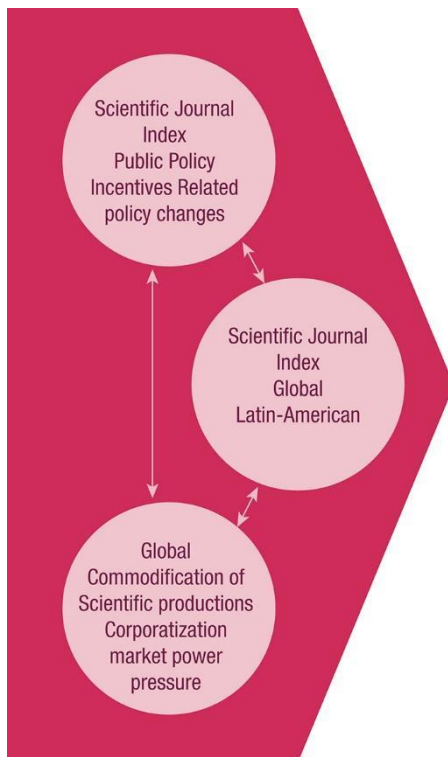 Scientific Journal
Index
Public Policy
Incentives Related
policy changes
Scientific Journal
Index
Global
Latin-American
Global
Commodification of
Scientific productions
Corporatization
market power
pressure